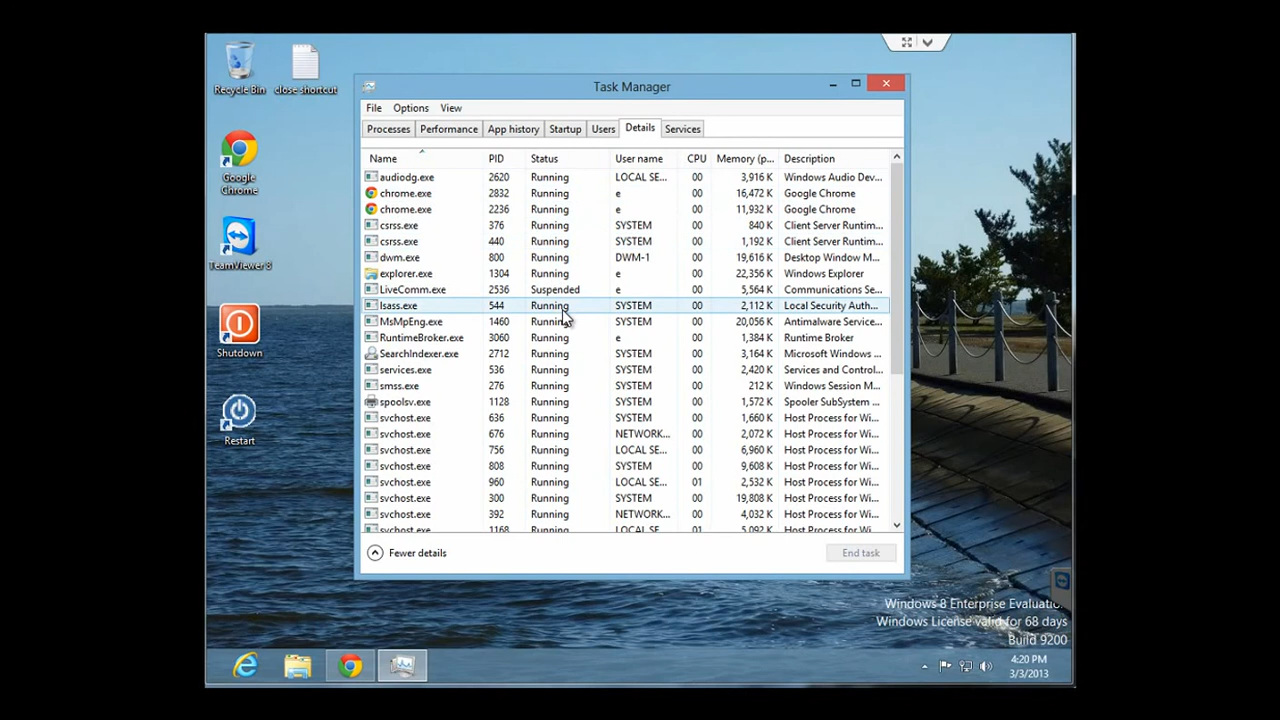 Recycle Bin
close shortcut
Google
Chrome
TeamViewer 8
Shutdown
Restart
Task Manager
File Options View
Processes Performance App history Startup Users Details Services
Name PID Status User name CPU Memory (p... Description
audiodg.exe 2620 Running LOCAL SE... 00 3,916 K Windows Audio Dev...
chrome.exe 2832 Running e 00 16,472 K Google Chrome
chrome.exe 2236 Running e 00 11,932 K Google Chrome
csrss.exe 376 Running SYSTEM 00 840 K Client Server Runtim...
csrss.exe 440 Running SYSTEM 00 1,192 K Client Server Runtim...
dwm.exe 800 Running DWM-1 00 19,616 K Desktop Window M...
explorer.exe 1304 Running e 00 22,356 K Windows Explorer
LiveComm.exe 2536 Suspended e 00 5,564 K Communications Se...
lsass.exe 544 Running SYSTEM 00 2,112 K Local Security Auth...
MsMpEng.exe 1460 Running SYSTEM 00 20,056 K Antimalware Service...
RuntimeBroker.exe 3060 Running e 00 1,384 K Runtime Broker
SearchIndexer.exe 2712 Running SYSTEM 00 3,164 K Microsoft Windows ...
services.exe 536 Running SYSTEM 00 2,420 K Services and Control...
smss.exe 276 Running SYSTEM 00 212 K Windows Session M...
spoolsv.exe 1128 Running SYSTEM 00 1,572 K Spooler SubSystem ...
svchost.exe 636 Running SYSTEM 00 1,660 K Host Process for Wi...
svchost.exe 676 Running NETWORK... 00 2,072 K Host Process for Wi...
svchost.exe 756 Running LOCAL SE... 00 6,960 K Host Process for Wi...
svchost.exe 808 Running SYSTEM 00 9,608 K Host Process for Wi...
svchost.exe 960 Running LOCAL SE... 01 2,532 K Host Process for Wi...
svchost.exe 300 Running SYSTEM 00 19,808 K Host Process for Wi...
svchost.exe 392 Running NETWORK... 00 4,032 K Host Process for Wi...
svchost.exe 1168 Running LOCAL SE... 01 5,092 K Host Process for Wi...
Fewer details
End task
Windows 8 Enterprise Evaluation
Windows License valid for 68 days
Build 9200
4:20 PM
3/3/2013